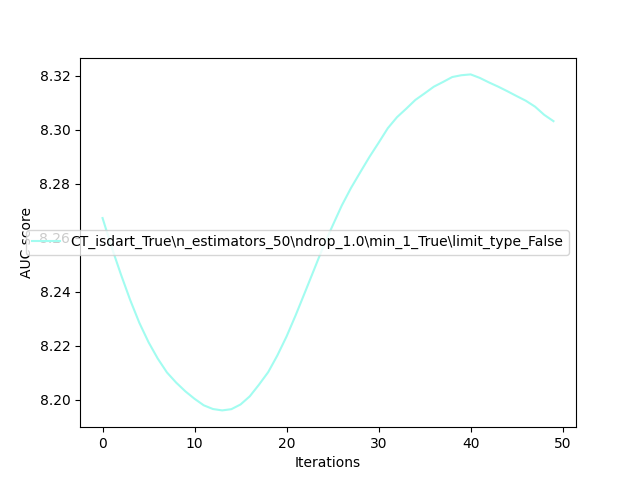 8.32
8.30
8.28
8.26
8.24
8.22
8.20
AUC score
CT_isdart_True\n_estimators_50\ndrop_1.0\min_1_True\limit_type_False
0 10 20 30 40 50
Iterations